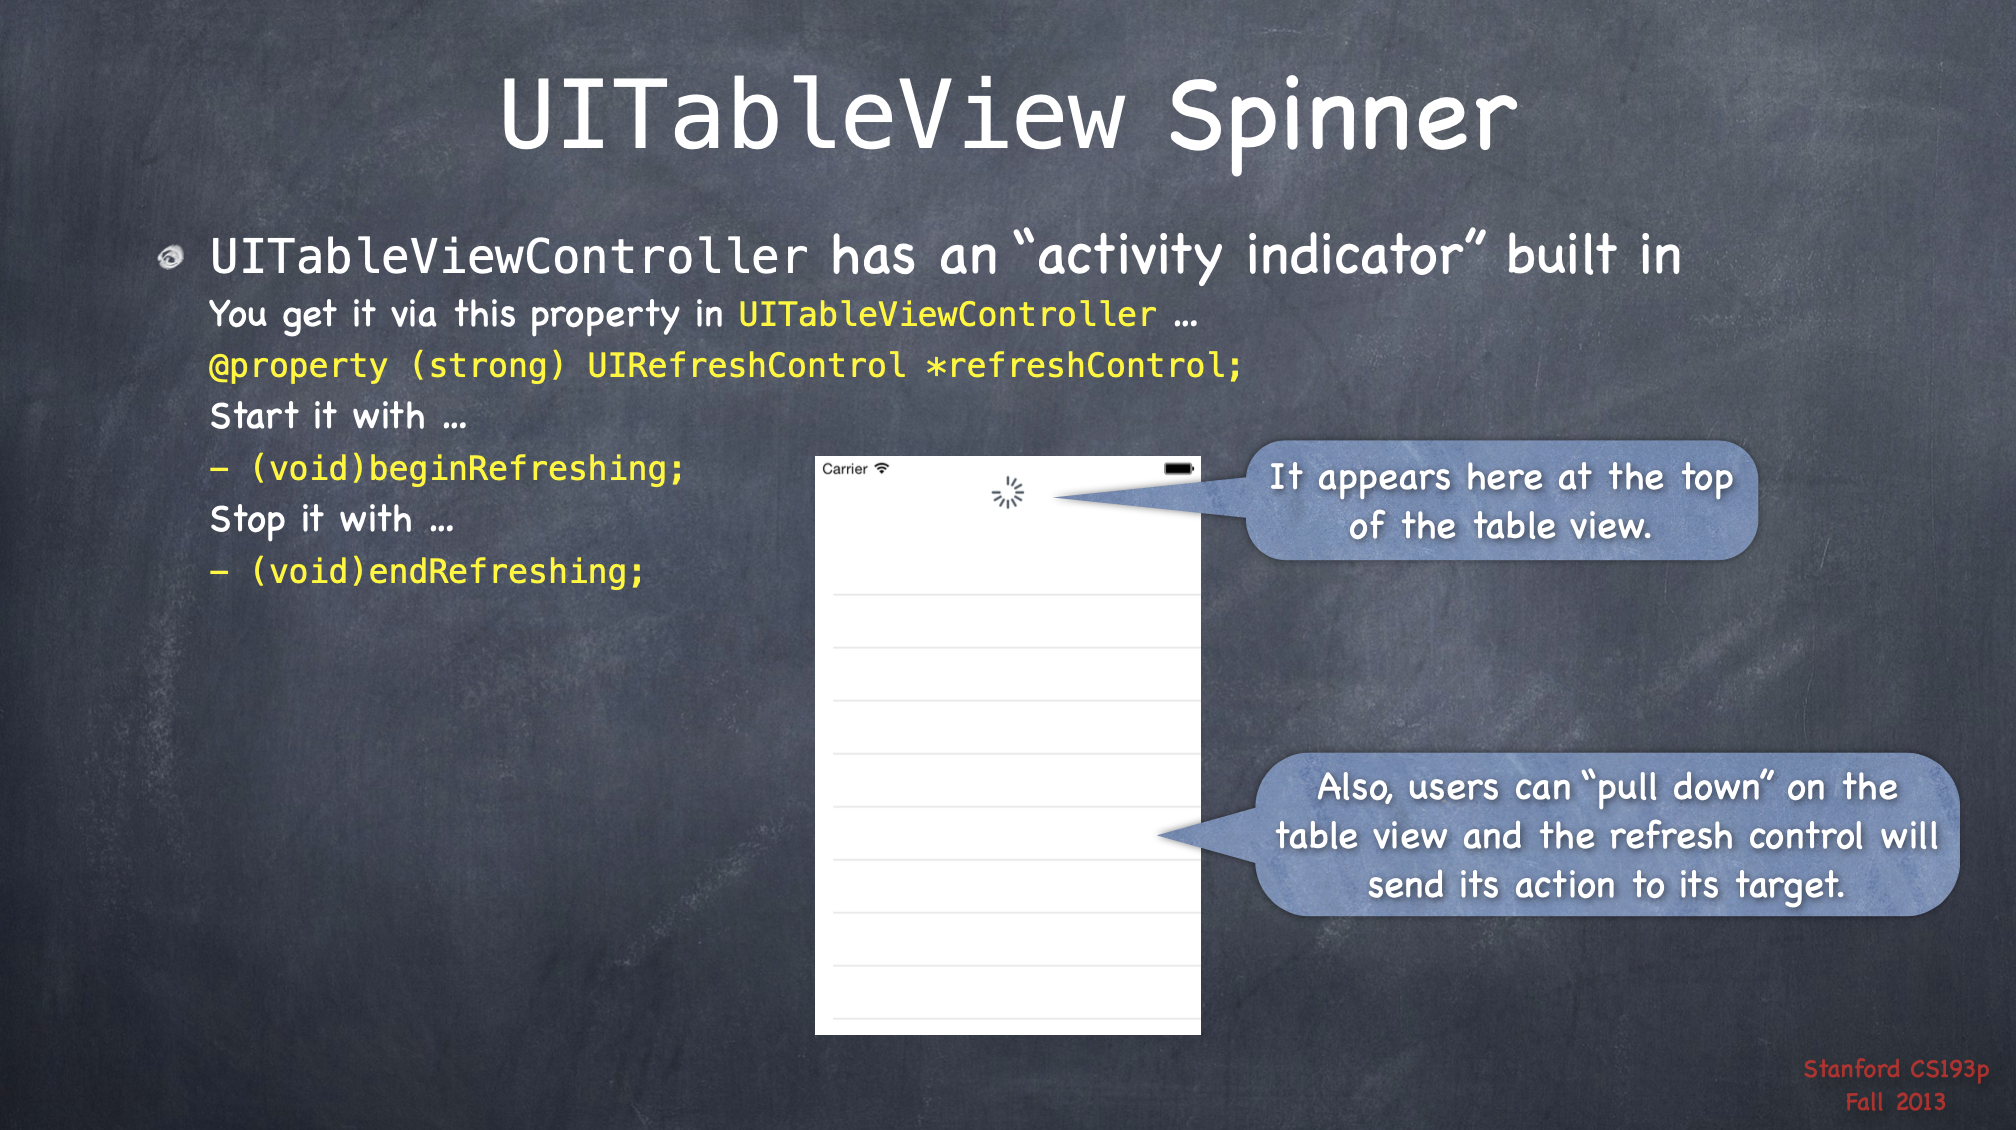 UITableView Spinner
UITableViewController has an “activity indicator” built in
You get it via this property in UITableViewController ...
@property (strong) UIRefreshControl *refreshControl;
Start it with ...
- (void)beginRefreshing;
Stop it with ...
- (void)endRefreshing;
Carrier
It appears here at the top
of the table view.
Also, users can “pull down” on the
table view and the refresh control will
send its action to its target.
Stanford CS193p
Fall 2013